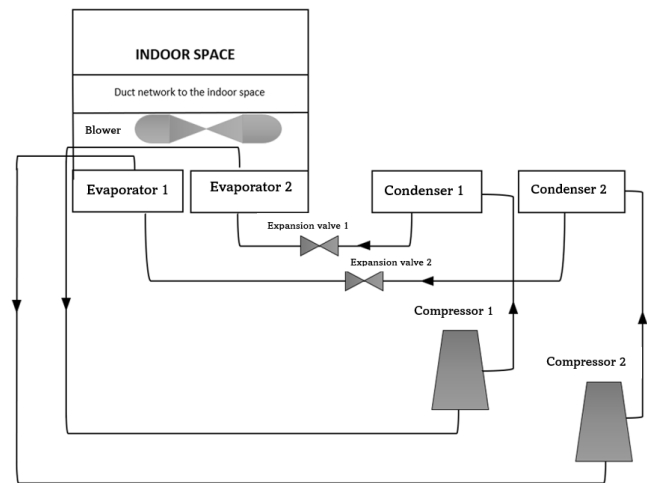 INDOOR SPACE
Duct network to the indoor space
Blower
Evaporator 1
Evaporator 2
Condenser 1
Condenser 2
Expansion valve 1
Expansion valve 2
Compressor 1
Compressor 2